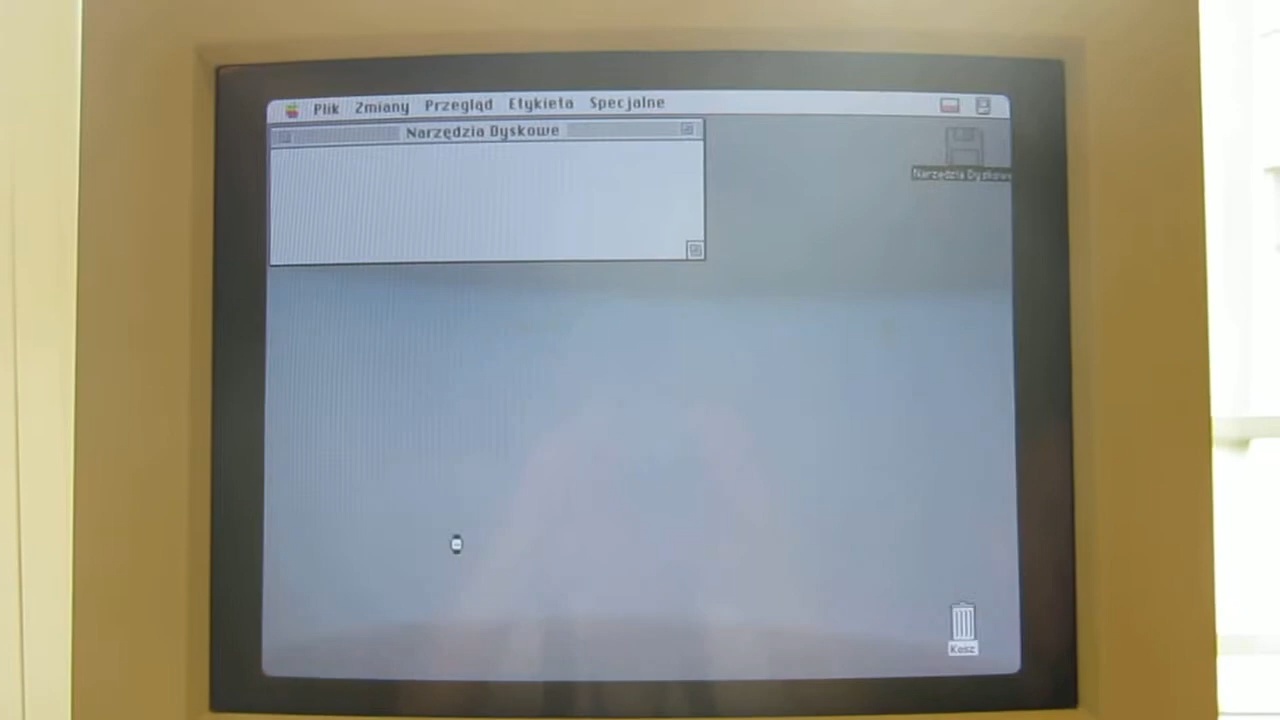 Plik Zmiany Przegląd Etykieta Specjalne
Narzędzia Dyskowe
Narzędzia Dyskowe
Kosz